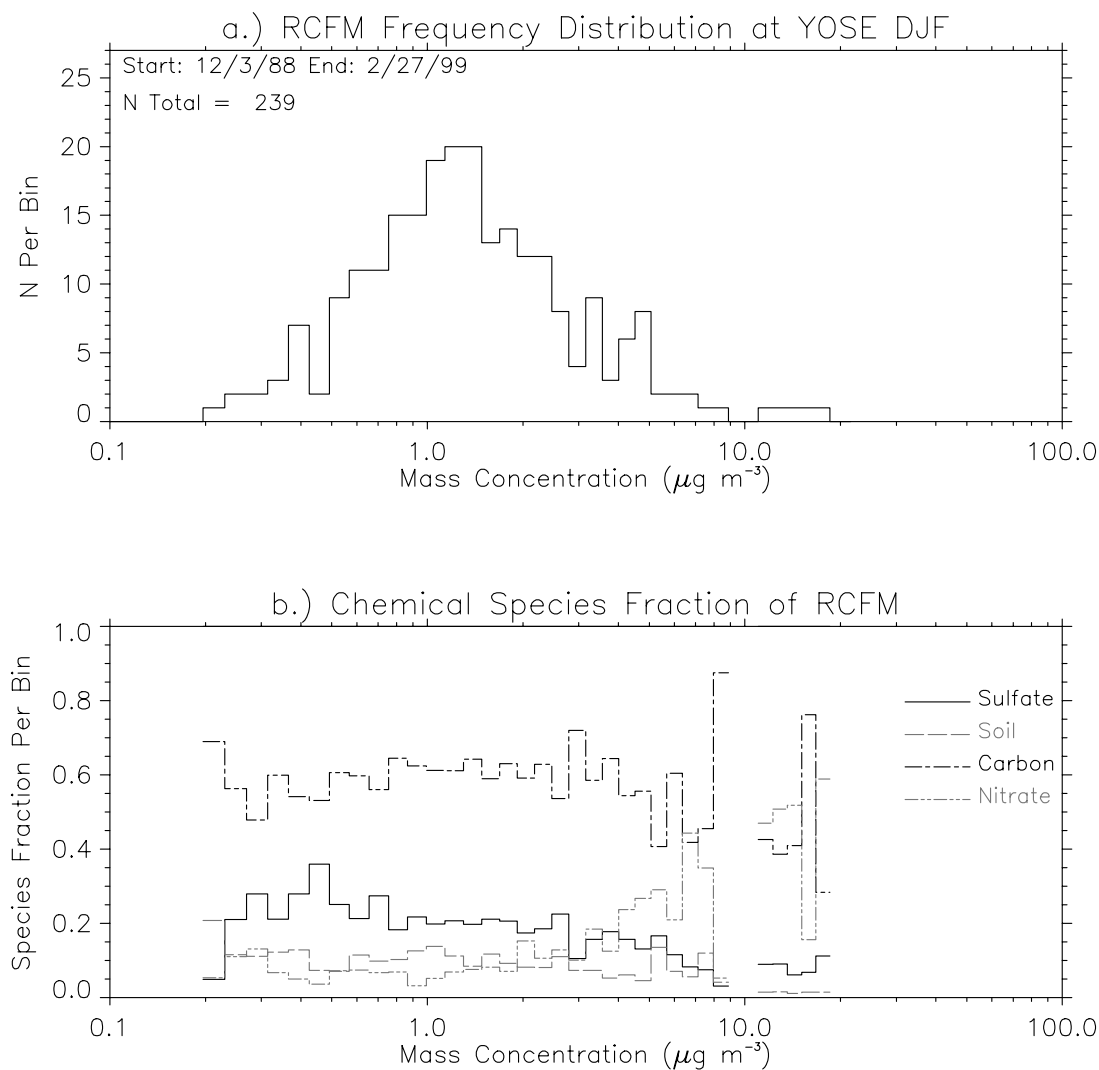 a.) RCFM Frequency Distribution at YOSE DJF
Start: 12/3/88 End: 2/27/99
N Total = 239
N Per Bin
25
20
15
10
5
0
0.1 1.0 10.0 100.0
Mass Concentration (μg m⁻³)
b.) Chemical Species Fraction of RCFM
Species Fraction Per Bin
1.0
0.8
0.6
0.4
0.2
0.0
Sulfate
Soil
Carbon
Nitrate
0.1 1.0 10.0 100.0
Mass Concentration (μg m⁻³)